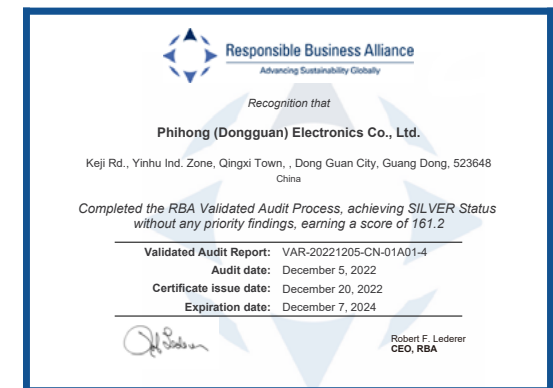 Responsible Business Alliance
Advancing Sustainability Globally
Recognition that
Phihong (Dongguan) Electronics Co., Ltd.
Keji Rd., Yinhu Ind. Zone, Qingxi Town, , Dong Guan City, Guang Dong, 523648
China
Completed the RBA Validated Audit Process, achieving SILVER Status
without any priority findings, earning a score of 161.2
Validated Audit Report: VAR-20221205-CN-01A01-4
Audit date: December 5, 2022
Certificate issue date: December 20, 2022
Expiration date: December 7, 2024
Robert F. Lederer
CEO, RBA